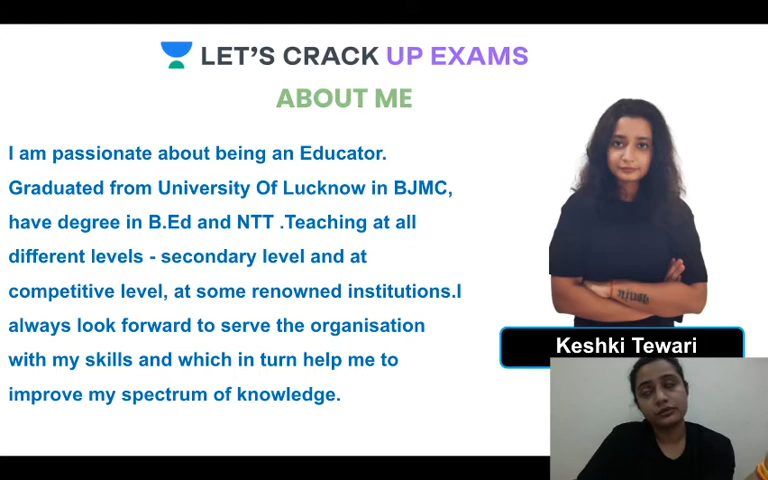 LET'S CRACK UP EXAMS
ABOUT ME
I am passionate about being an Educator.
Graduated from University Of Lucknow in BJMC,
have degree in B.Ed and NTT .Teaching at all
different levels - secondary level and at
competitive level, at some renowned institutions.I
always look forward to serve the organisation
with my skills and which in turn help me to
improve my spectrum of knowledge.
Keshki Tewari